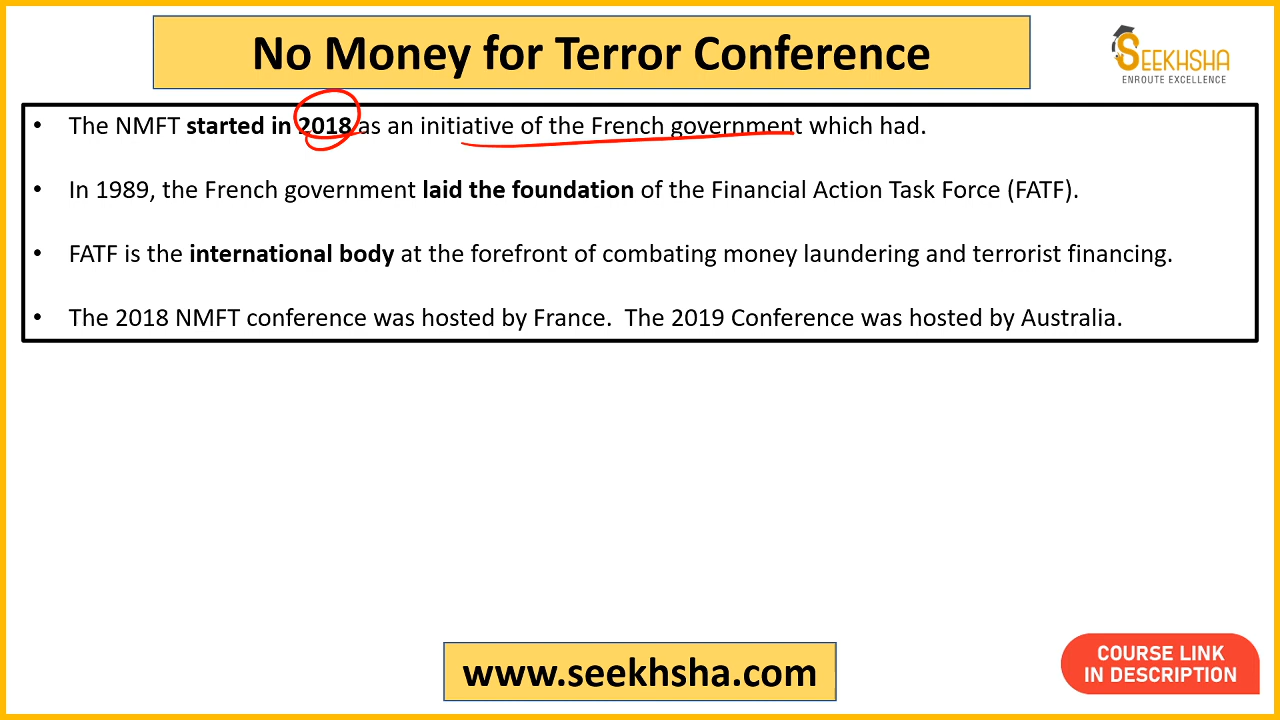 No Money for Terror Conference
SEEKHSHA
ENROUTE EXCELLENCE
• The NMFT started in 2018 as an initiative of the French government which had.
• In 1989, the French government laid the foundation of the Financial Action Task Force (FATF).
• FATF is the international body at the forefront of combating money laundering and terrorist financing.
• The 2018 NMFT conference was hosted by France.  The 2019 Conference was hosted by Australia.
www.seekhsha.com
COURSE LINK
IN DESCRIPTION